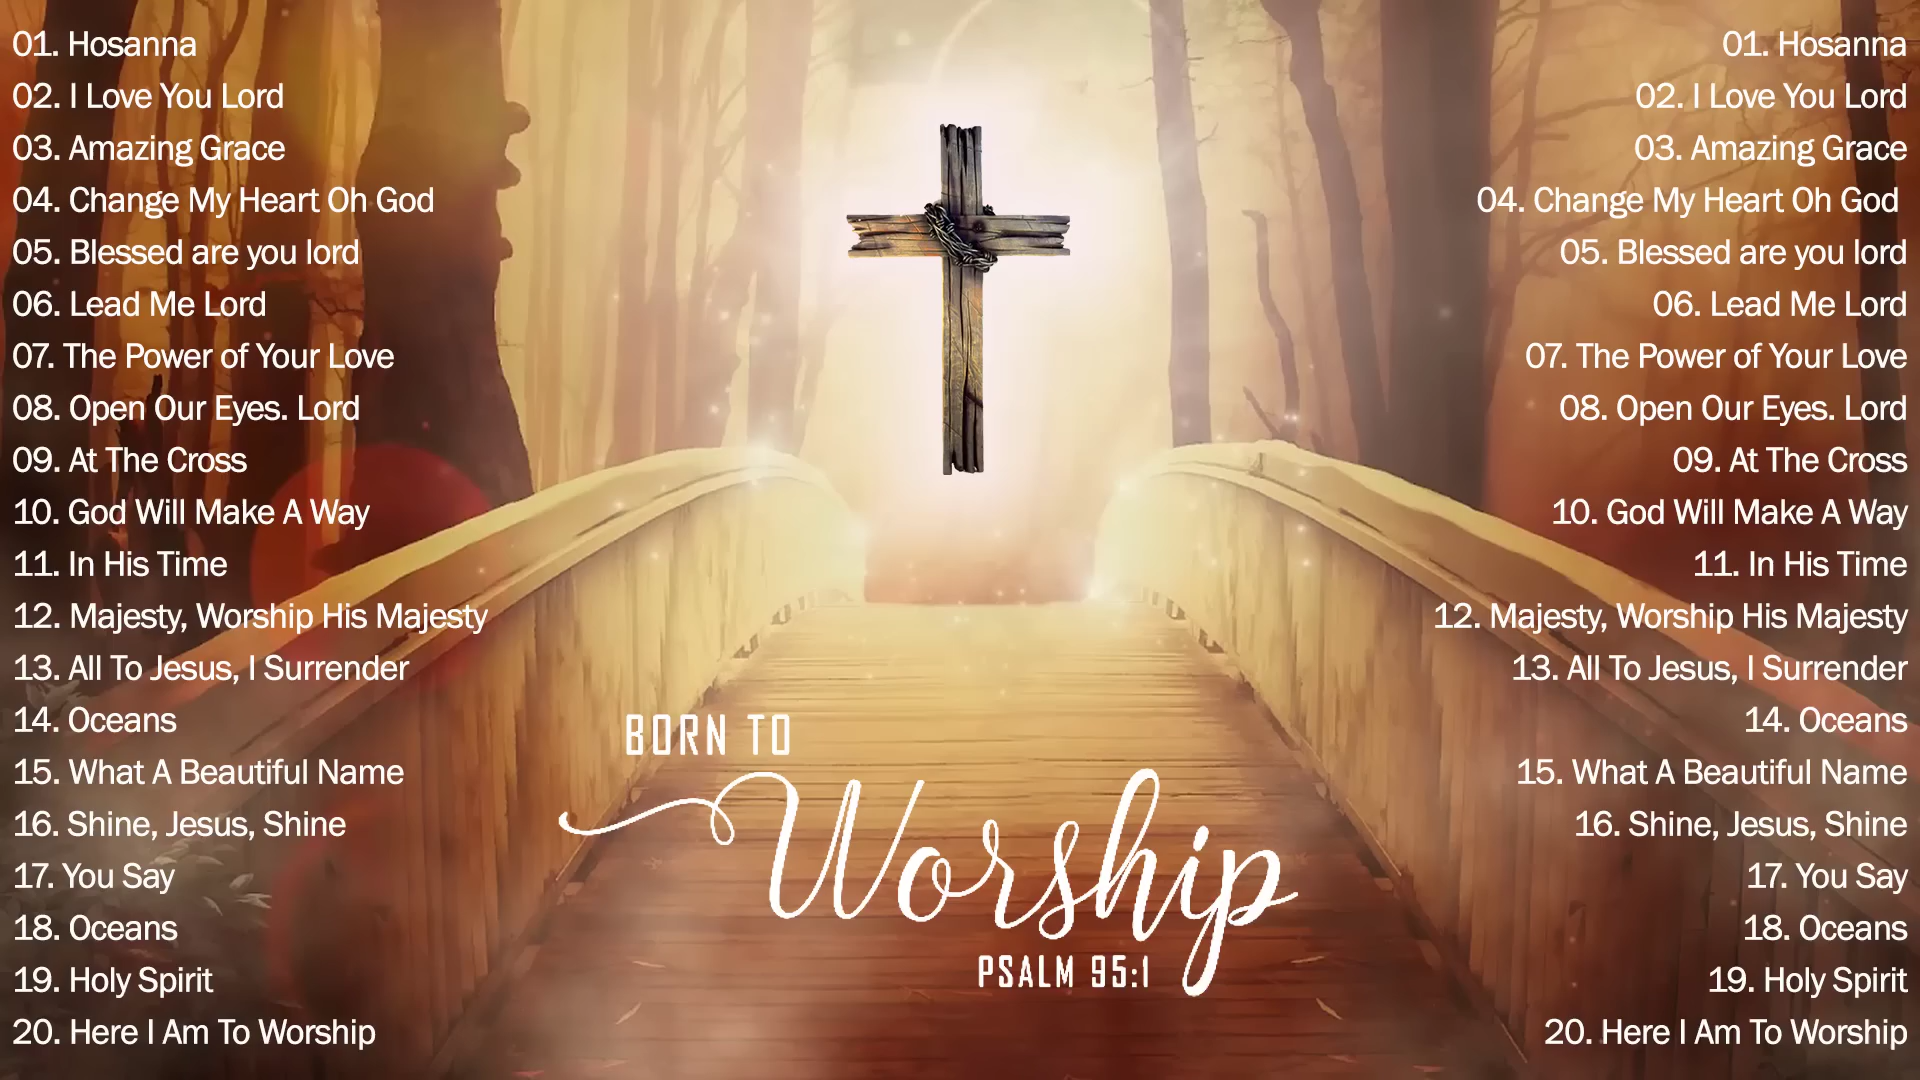 01. Hosanna
02. I Love You Lord
03. Amazing Grace
04. Change My Heart Oh God
05. Blessed are you lord
06. Lead Me Lord
07. The Power of Your Love
08. Open Our Eyes. Lord
09. At The Cross
10. God Will Make A Way
11. In His Time
12. Majesty, Worship His Majesty
13. All To Jesus, I Surrender
14. Oceans
15. What A Beautiful Name
16. Shine, Jesus, Shine
17. You Say
18. Oceans
19. Holy Spirit
20. Here I Am To Worship
BORN TO
Worship
PSALM 95:1
01. Hosanna
02. I Love You Lord
03. Amazing Grace
04. Change My Heart Oh God
05. Blessed are you lord
06. Lead Me Lord
07. The Power of Your Love
08. Open Our Eyes. Lord
09. At The Cross
10. God Will Make A Way
11. In His Time
12. Majesty, Worship His Majesty
13. All To Jesus, I Surrender
14. Oceans
15. What A Beautiful Name
16. Shine, Jesus, Shine
17. You Say
18. Oceans
19. Holy Spirit
20. Here I Am To Worship